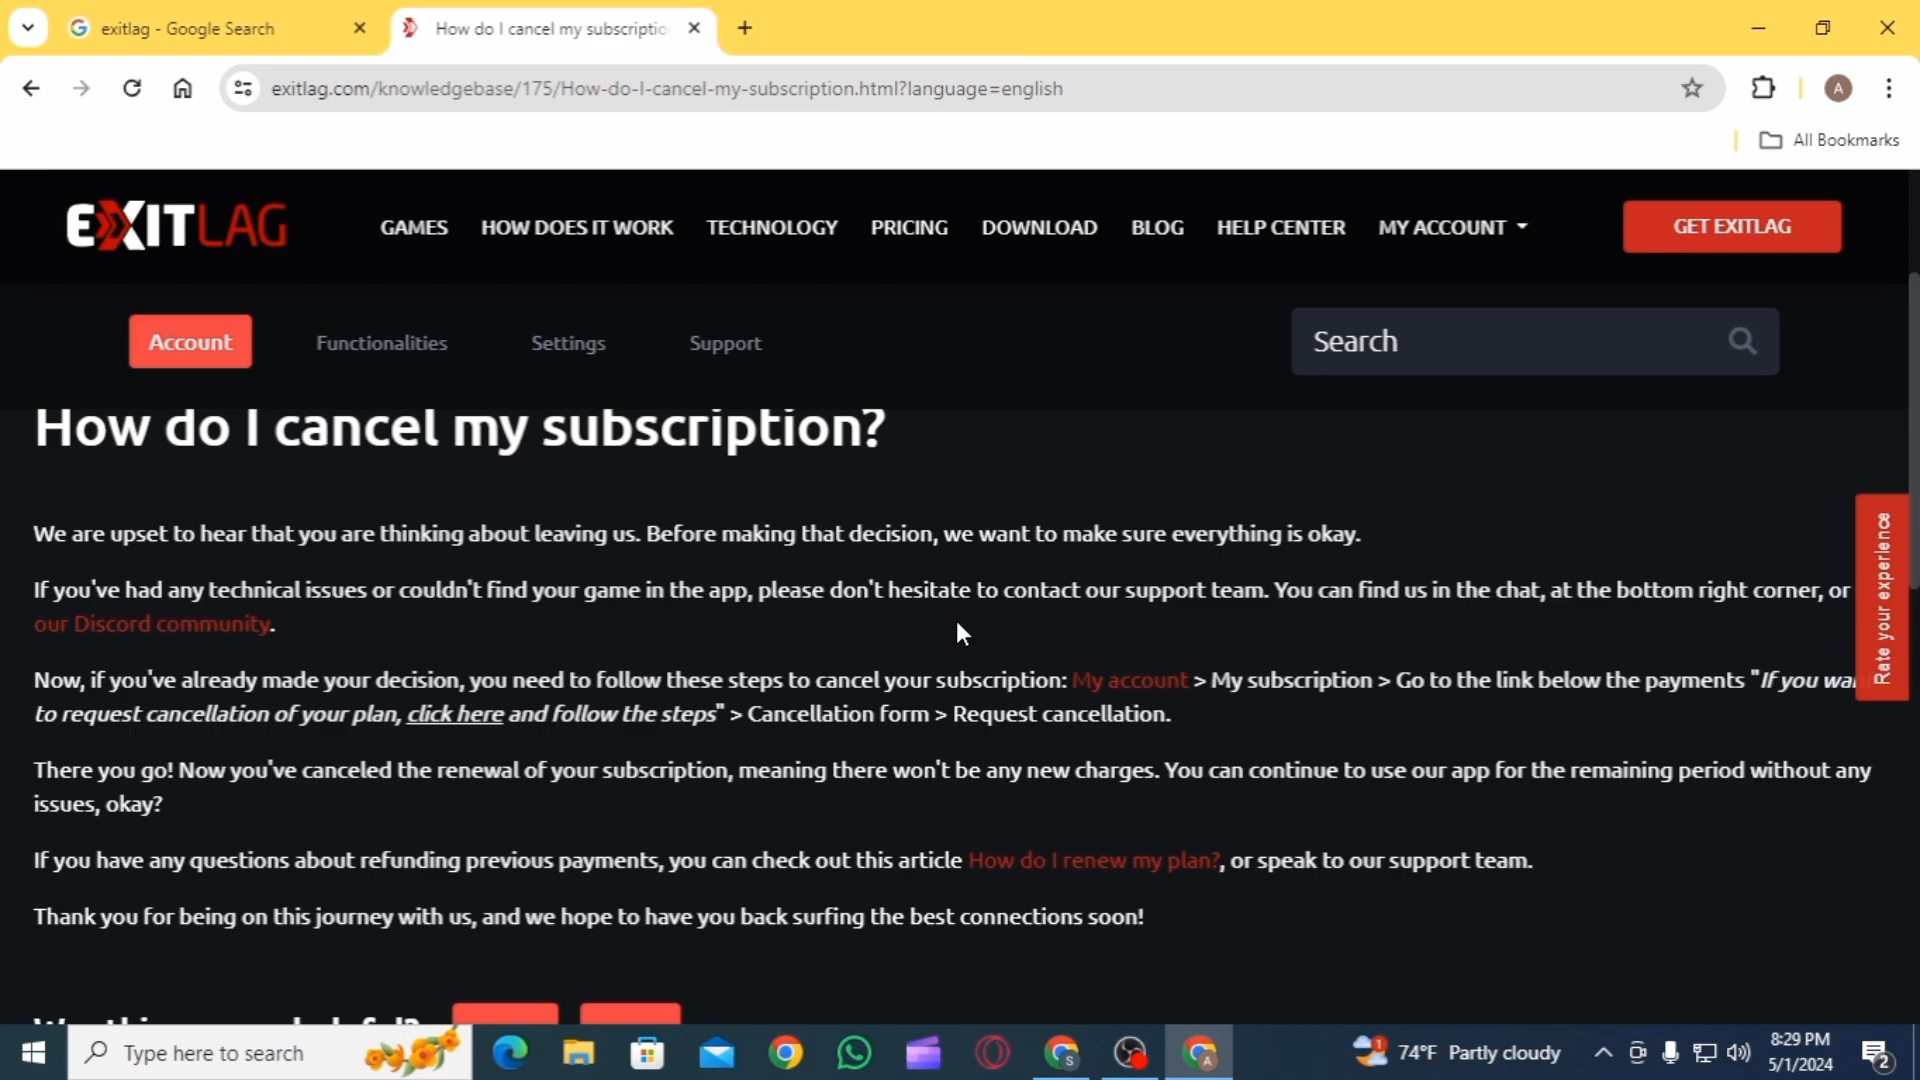 exitlag - Google Search
How do I cancel my subscriptio
exitlag.com/knowledgebase/175/How-do-I-cancel-my-subscription.html?language=english
A
All Bookmarks
EXITLAG
GAMES
HOW DOES IT WORK
TECHNOLOGY
PRICING
DOWNLOAD
BLOG
HELP CENTER
MY ACCOUNT
GET EXITLAG
Account
Functionalities
Settings
Support
Search
How do I cancel my subscription?
We are upset to hear that you are thinking about leaving us. Before making that decision, we want to make sure everything is okay.
If you've had any technical issues or couldn't find your game in the app, please don't hesitate to contact our support team. You can find us in the chat, at the bottom right corner, or
our Discord community.
Now, if you've already made your decision, you need to follow these steps to cancel your subscription: My account > My subscription > Go to the link below the payments "If you wan
to request cancellation of your plan, click here and follow the steps" > Cancellation form > Request cancellation.
There you go! Now you've canceled the renewal of your subscription, meaning there won't be any new charges. You can continue to use our app for the remaining period without any
issues, okay?
If you have any questions about refunding previous payments, you can check out this article How do I renew my plan?, or speak to our support team.
Thank you for being on this journey with us, and we hope to have you back surfing the best connections soon!
Rate your experience
Type here to search
S
A
1
74°F Partly cloudy
8:29 PM
5/1/2024
2